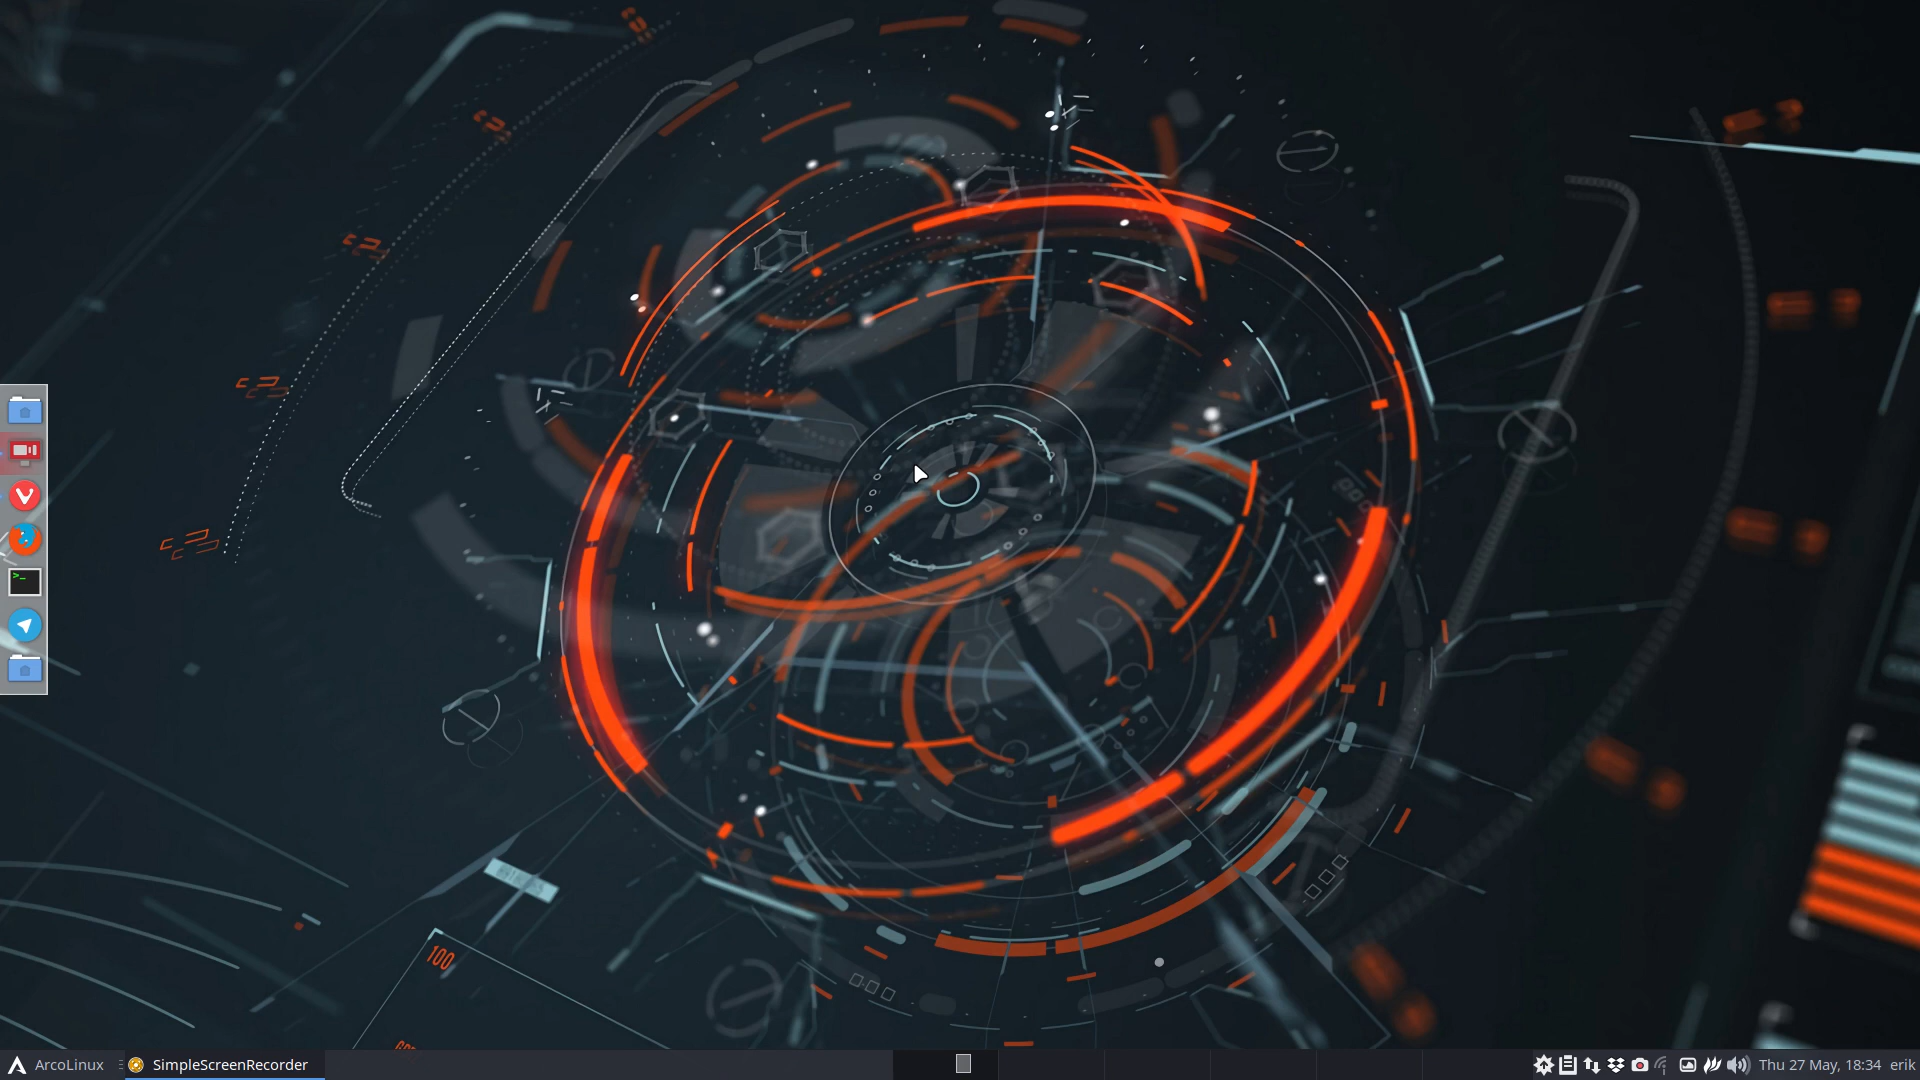 100
>_
ArcoLinux
SimpleScreenRecorder
Thu 27 May, 18:34
erik